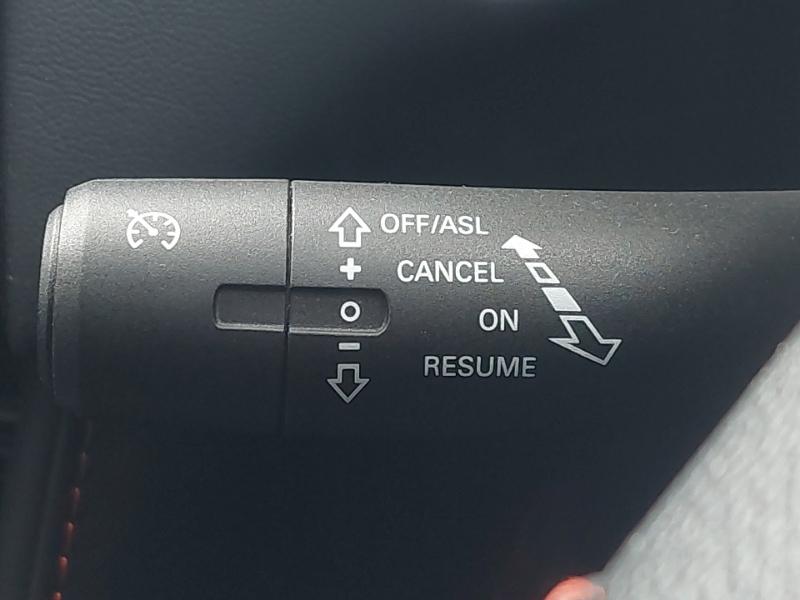 OFF/ASL
+ CANCEL
O ON
- RESUME